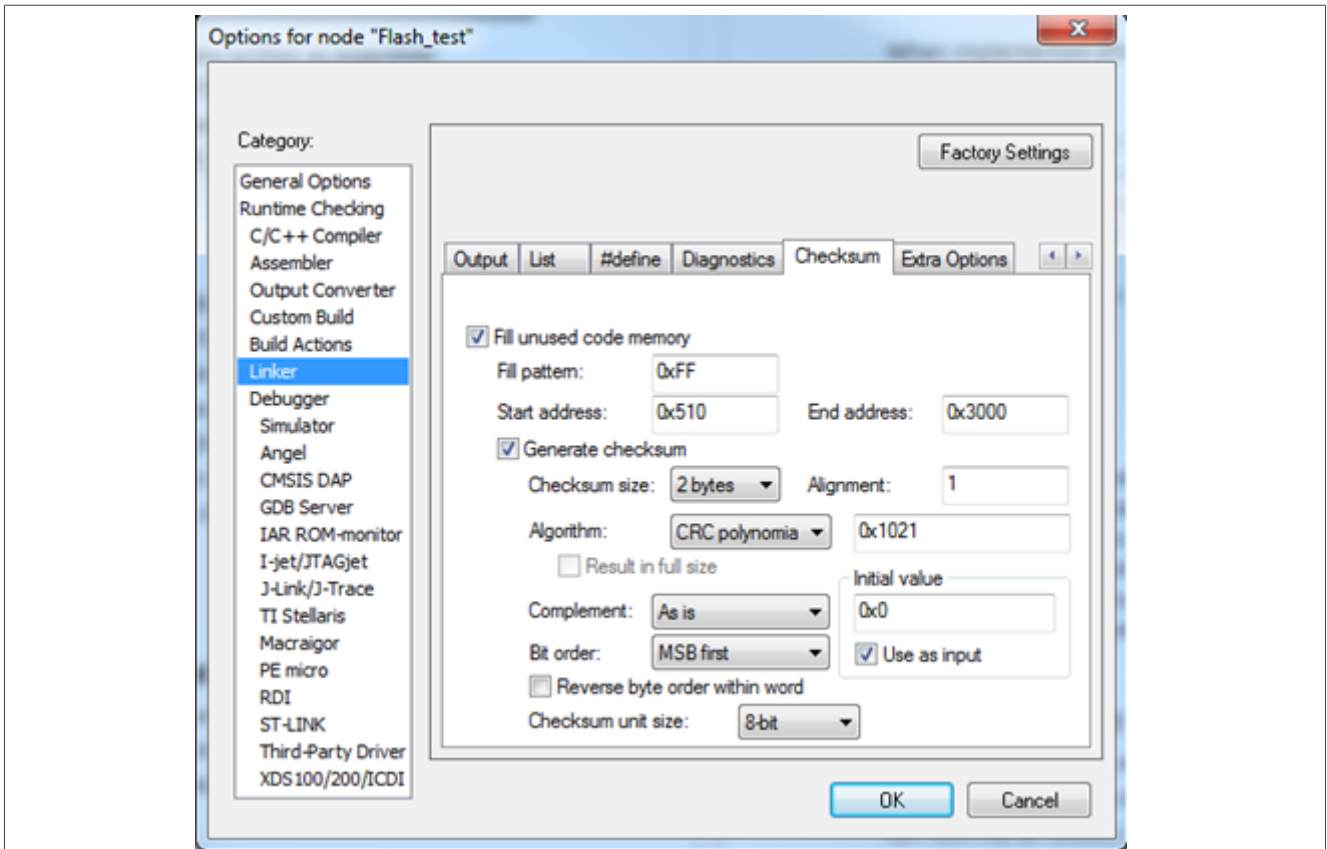 Options for node "Flash_test"
Category:
Factory Settings
General Options
Runtime Checking
C/C++ Compiler
Assembler
Output Converter
Custom Build
Build Actions
Linker
Debugger
Simulator
Angel
CMSIS DAP
GDB Server
IAR ROM-monitor
I-jet/JTAGjet
J-Link/J-Trace
TI Stellaris
Macraigor
PE micro
RDI
ST-LINK
Third-Party Driver
XDS100/200/ICDI
Output List #define Diagnostics Checksum Extra Options
Fill unused code memory
Fill pattern: 0xFF
Start address: 0x510 End address: 0x3000
Generate checksum
Checksum size: 2 bytes Alignment: 1
Algorithm: CRC polynomia 0x1021
Result in full size
Initial value
Complement: As is 0x0
Bit order: MSB first Use as input
Reverse byte order within word
Checksum unit size: 8-bit
OK Cancel